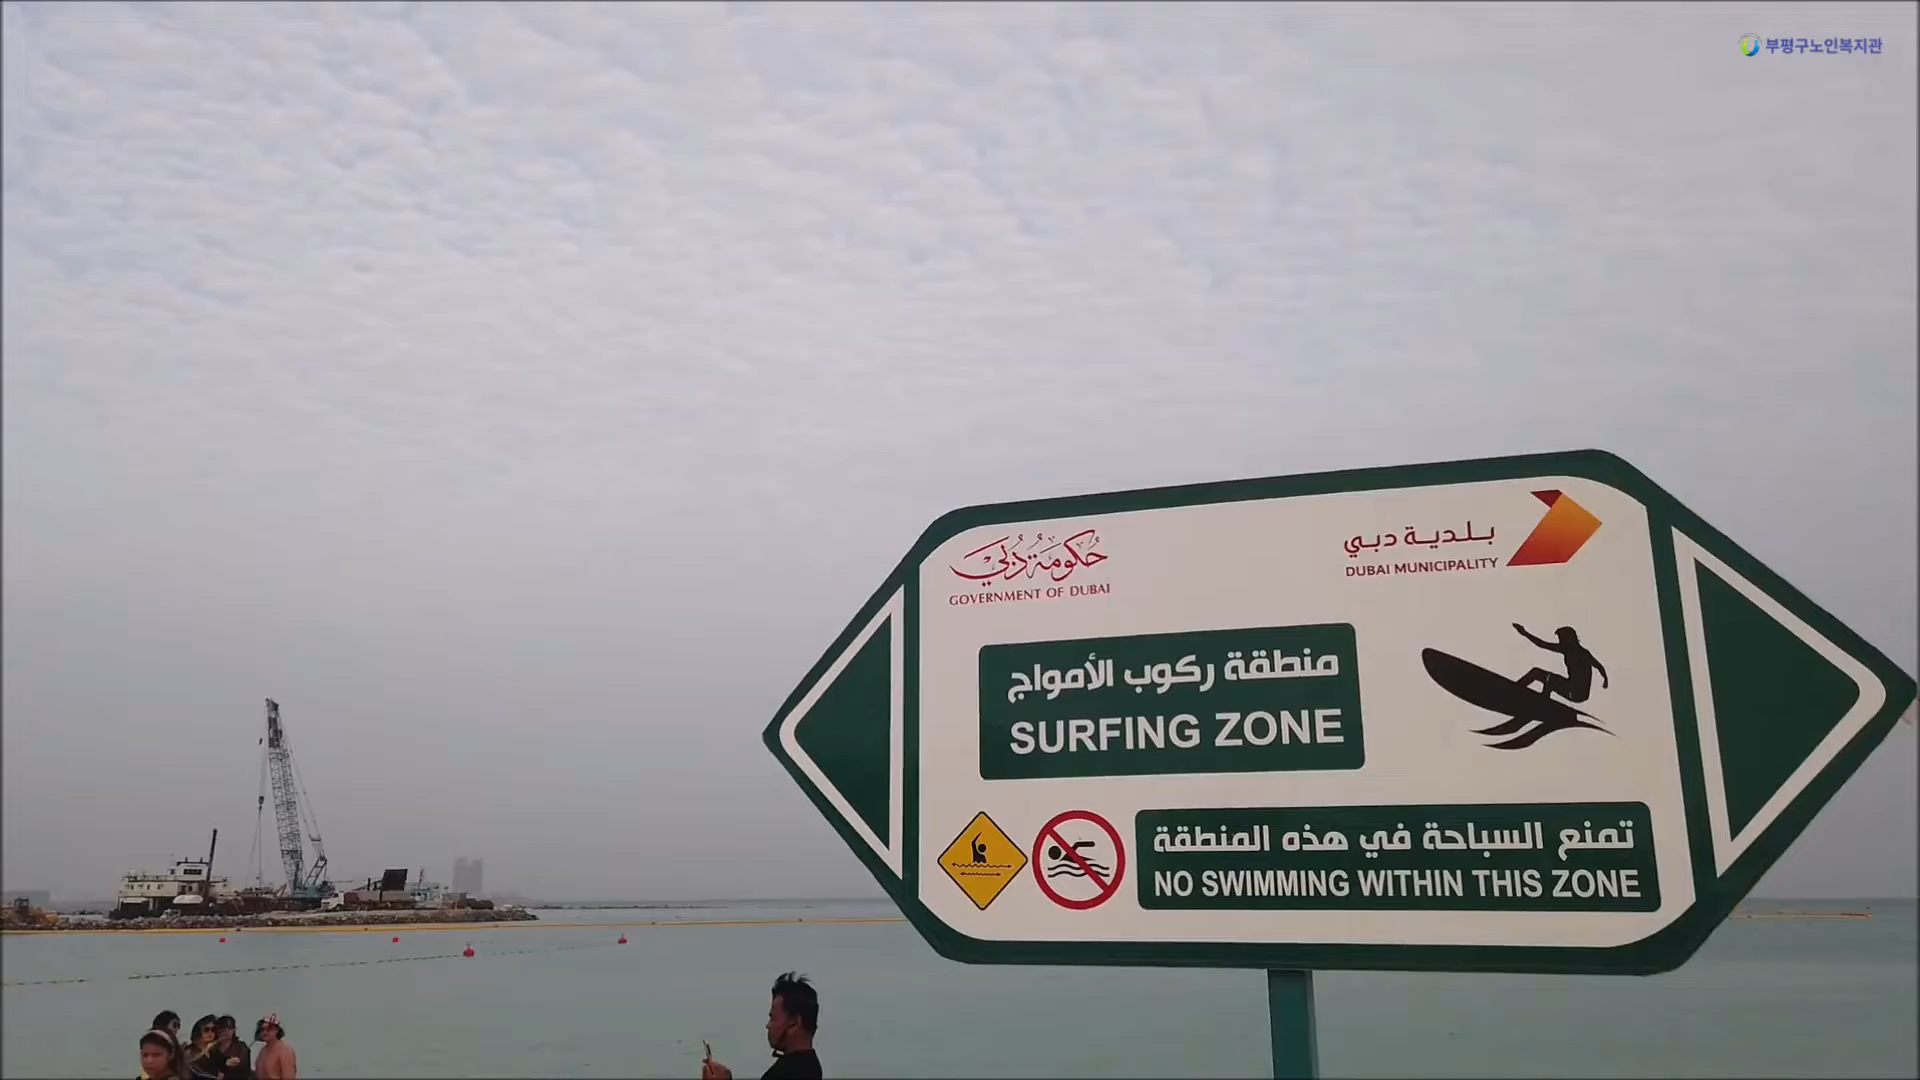 부평구노인복지관
حكومة دبي
GOVERNMENT OF DUBAI
بلدية دبي
DUBAI MUNICIPALITY
منطقة ركوب الأمواج
SURFING ZONE
تمنع السباحة في هذه المنطقة
NO SWIMMING WITHIN THIS ZONE